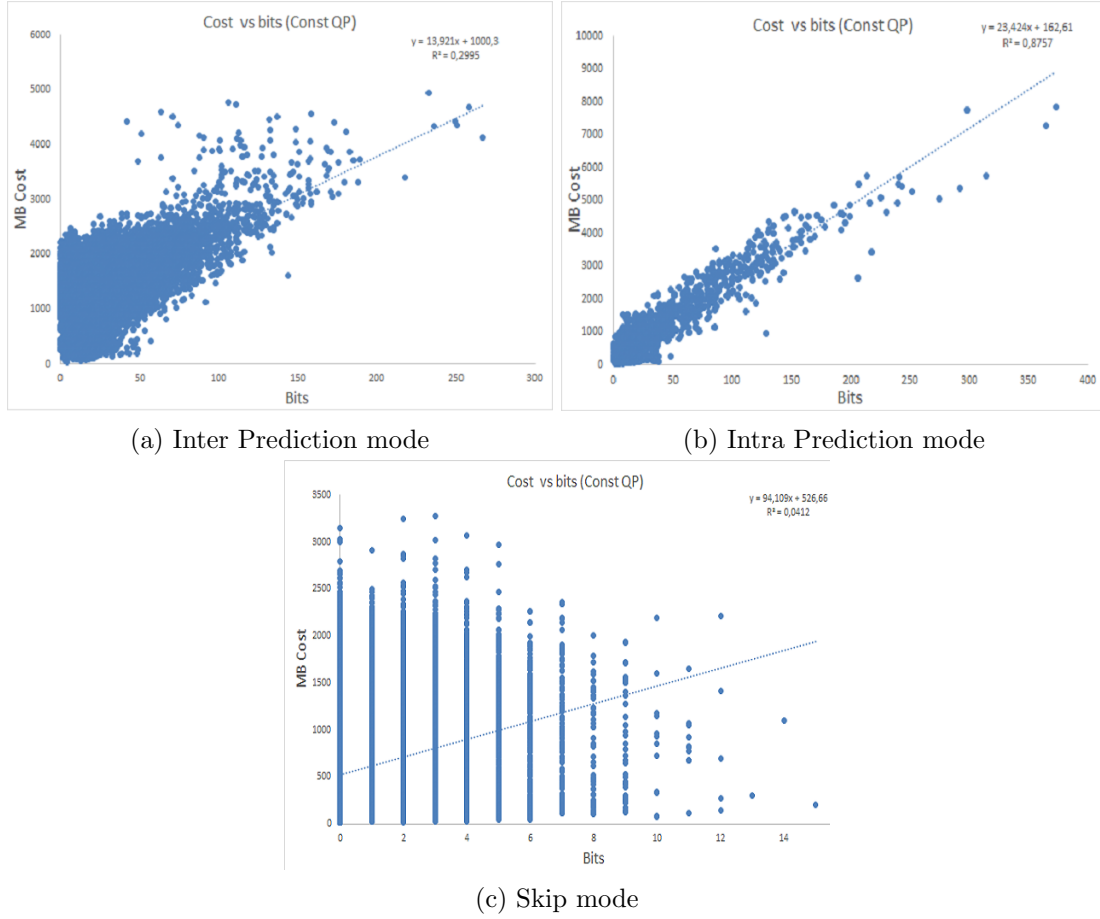 Cost vs bits (Const QP)
y = 13,921x + 1000,3
R² = 0,2995
6000
5000
4000
3000
2000
1000
0
MB Cost
0 50 100 150 200 250 300
Bits
(a) Inter Prediction mode
Cost vs bits (Const QP)
y = 23,424x + 162,61
R² = 0,8757
10000
9000
8000
7000
6000
5000
4000
3000
2000
1000
0
MB Cost
0 50 100 150 200 250 300 350 400
Bits
(b) Intra Prediction mode
Cost vs bits (Const QP)
y = 94,109x + 526,66
R² = 0,0412
3500
3000
2500
2000
1500
1000
500
0
MB Cost
0 2 4 6 8 10 12 14
Bits
(c) Skip mode